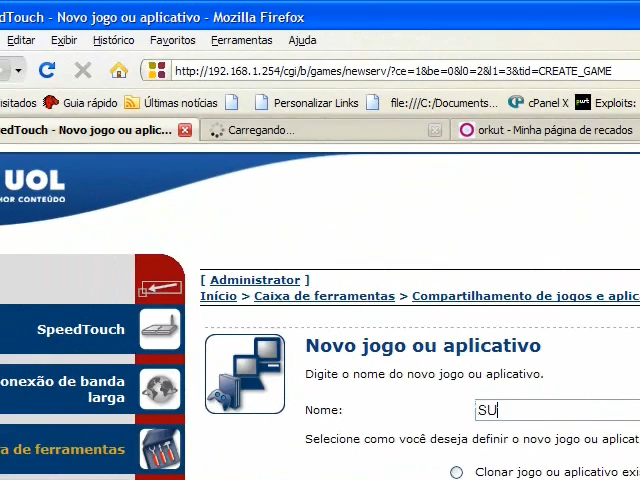 edTouch - Novo jogo ou aplicativo - Mozilla Firefox
Editar Exibir Histórico Favoritos Ferramentas Ajuda
http://192.168.1.254/cgi/b/games/newserv/?ce=1&be=0&l0=2&l1=3&tid=CREATE_GAME
isitados Guia rápido Últimas notícias Personalizar Links file:///C:/Documents... cPanel X Exploits:
eedTouch - Novo jogo ou aplic... Carregando... orkut - Minha página de recados
UOL
HOR CONTEÚDO
[ Administrator ]
Início > Caixa de ferramentas > Compartilhamento de jogos e aplica
SpeedTouch
Novo jogo ou aplicativo
Digite o nome do novo jogo ou aplicativo.
onexão de banda
larga
Nome: SU
Selecione como você deseja definir o novo jogo ou aplicat
a de ferramentas
Clonar jogo ou aplicativo exi